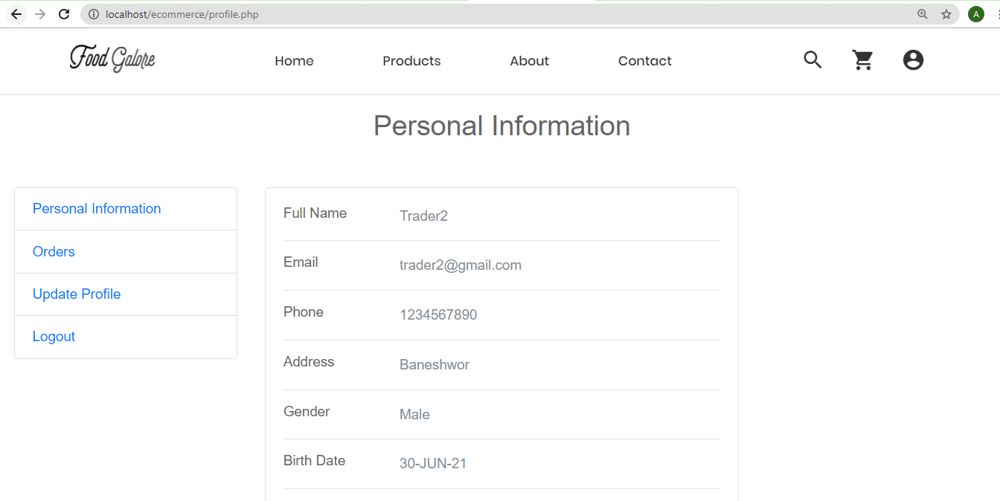 localhost/ecommerce/profile.php
A
Food Galore
Home
Products
About
Contact
Personal Information
Personal Information
Orders
Update Profile
Logout
Full Name Trader2
Email trader2@gmail.com
Phone 1234567890
Address Baneshwor
Gender Male
Birth Date 30-JUN-21